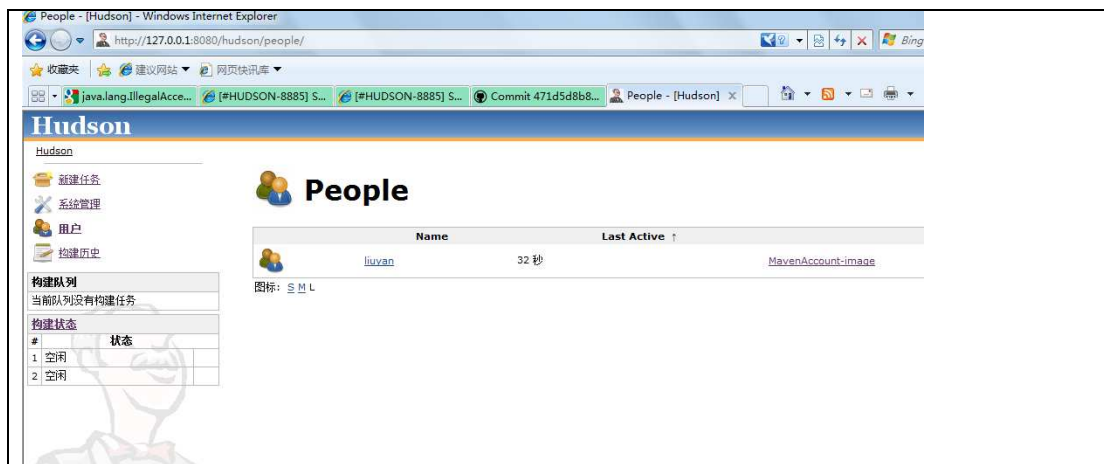 People - [Hudson] - Windows Internet Explorer
http://127.0.0.1:8080/hudson/people/
Bing
收藏夹 建议网站 网页快讯库
java.lang.IllegalAcce... [#HUDSON-8885] S... [#HUDSON-8885] S... Commit 471d5d8b8... People - [Hudson]
Hudson
Hudson
新建任务
系统管理
用户
构建历史
构建队列
当前队列没有构建任务
构建状态
# 状态
1 空闲
2 空闲
People
Name Last Active ↑
liuyan 32 秒 MavenAccount-image
图标: S M L